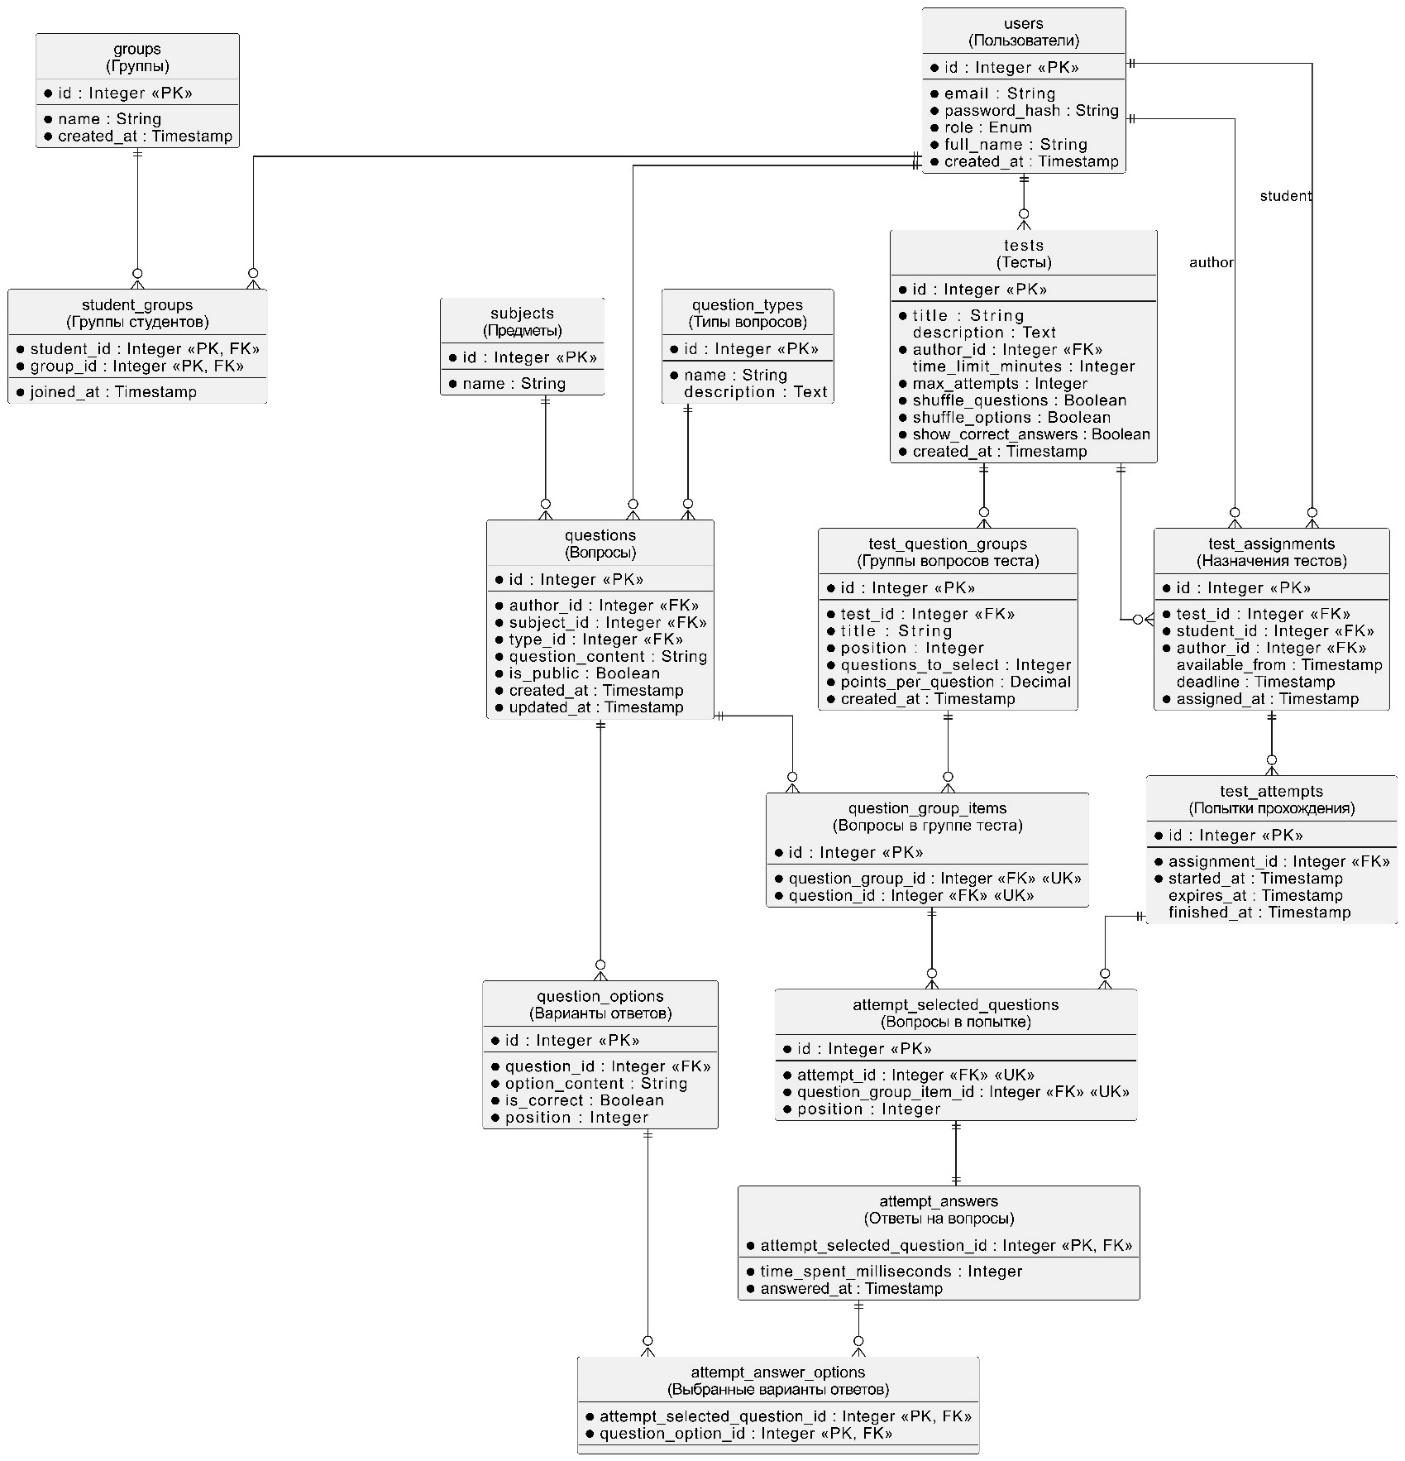 users
(Пользователи)
id : Integer «PK»
email : String
password_hash : String
role : Enum
full_name : String
created_at : Timestamp
groups
(Группы)
id : Integer «PK»
name : String
created_at : Timestamp
student
author
tests
(Тесты)
id : Integer «PK»
title : String
description : Text
author_id : Integer «FK»
time_limit_minutes : Integer
max_attempts : Integer
shuffle_questions : Boolean
shuffle_options : Boolean
show_correct_answers : Boolean
created_at : Timestamp
student_groups
(Группы студентов)
student_id : Integer «PK, FK»
group_id : Integer «PK, FK»
joined_at : Timestamp
subjects
(Предметы)
id : Integer «PK»
name : String
question_types
(Типы вопросов)
id : Integer «PK»
name : String
description : Text
questions
(Вопросы)
id : Integer «PK»
author_id : Integer «FK»
subject_id : Integer «FK»
type_id : Integer «FK»
question_content : String
is_public : Boolean
created_at : Timestamp
updated_at : Timestamp
test_question_groups
(Группы вопросов теста)
id : Integer «PK»
test_id : Integer «FK»
title : String
position : Integer
questions_to_select : Integer
points_per_question : Decimal
created_at : Timestamp
test_assignments
(Назначения тестов)
id : Integer «PK»
test_id : Integer «FK»
student_id : Integer «FK»
author_id : Integer «FK»
available_from : Timestamp
deadline : Timestamp
assigned_at : Timestamp
question_group_items
(Вопросы в группе теста)
id : Integer «PK»
question_group_id : Integer «FK» «UK»
question_id : Integer «FK» «UK»
test_attempts
(Попытки прохождения)
id : Integer «PK»
assignment_id : Integer «FK»
started_at : Timestamp
expires_at : Timestamp
finished_at : Timestamp
question_options
(Варианты ответов)
id : Integer «PK»
question_id : Integer «FK»
option_content : String
is_correct : Boolean
position : Integer
attempt_selected_questions
(Вопросы в попытке)
id : Integer «PK»
attempt_id : Integer «FK» «UK»
question_group_item_id : Integer «FK» «UK»
position : Integer
attempt_answers
(Ответы на вопросы)
attempt_selected_question_id : Integer «PK, FK»
time_spent_milliseconds : Integer
answered_at : Timestamp
attempt_answer_options
(Выбранные варианты ответов)
attempt_selected_question_id : Integer «PK, FK»
question_option_id : Integer «PK, FK»